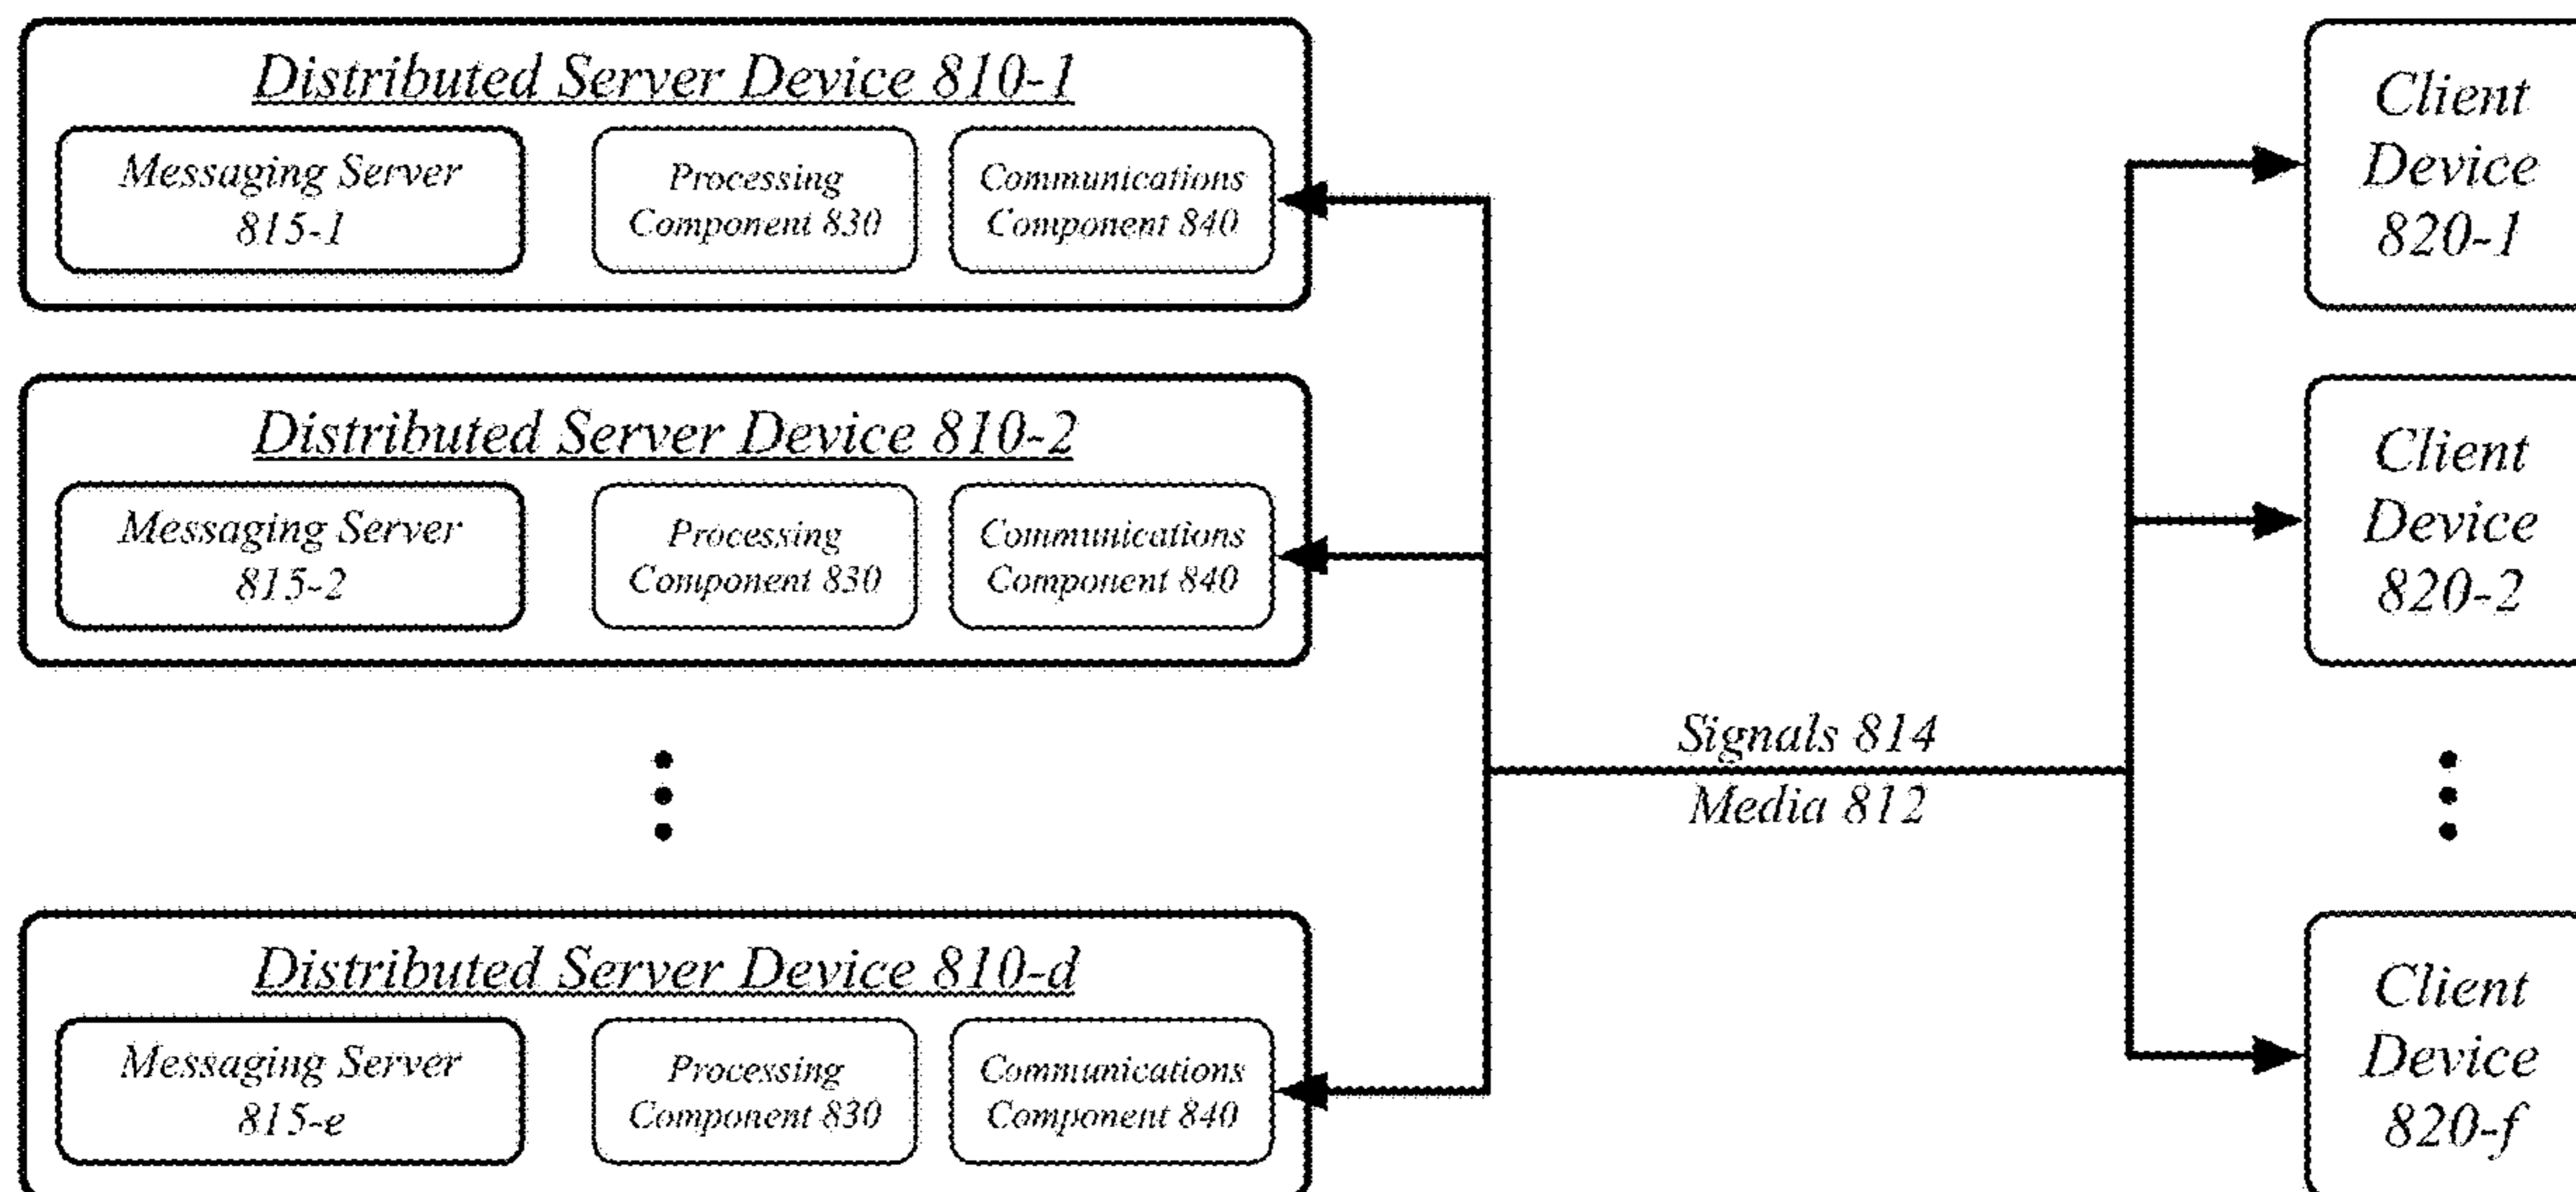 Distributed Server Device 810-1
Messaging Server
815-1
Processing
Component 830
Communications
Component 840
Client
Device
820-1
Distributed Server Device 810-2
Messaging Server
815-2
Processing
Component 830
Communications
Component 840
Client
Device
820-2
Signals 814
Media 812
Distributed Server Device 810-d
Messaging Server
815-e
Processing
Component 830
Communications
Component 840
Client
Device
820-f